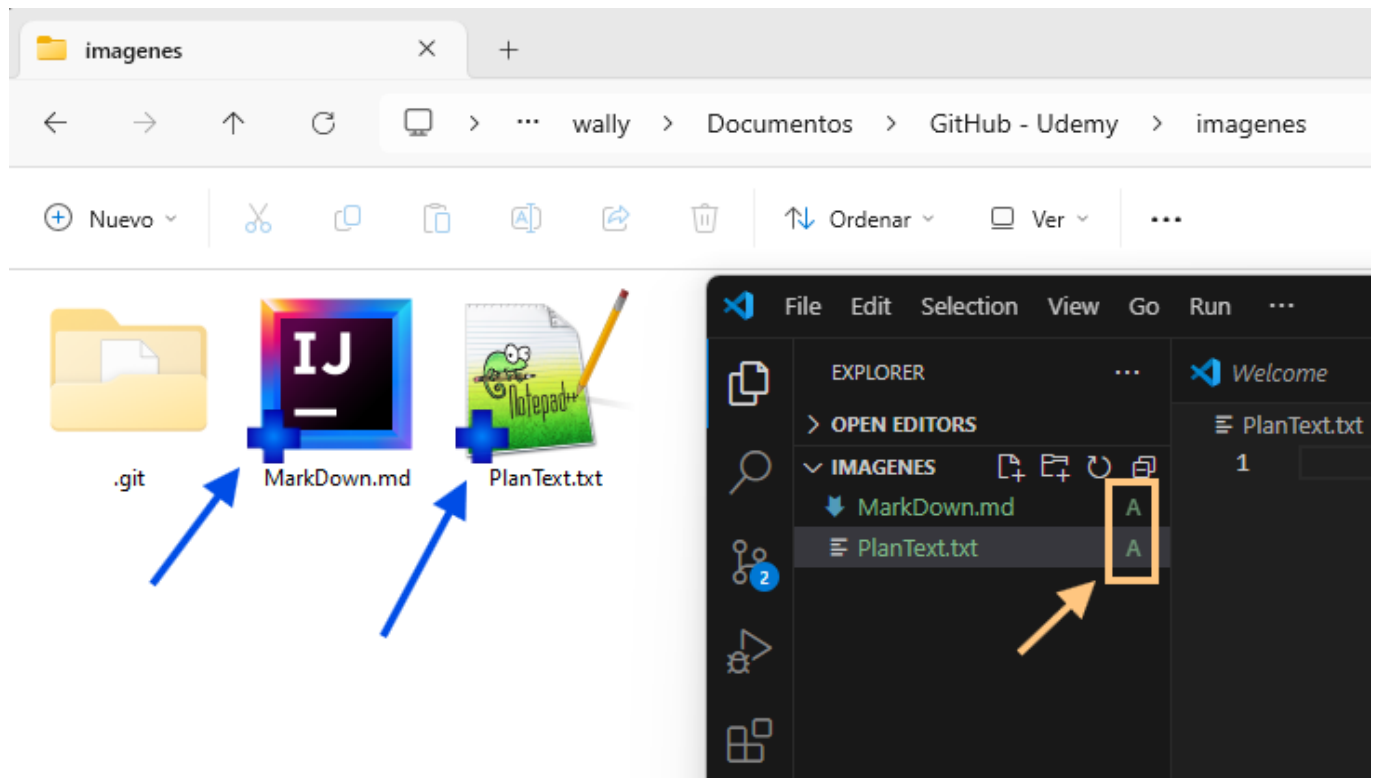 imagenes
wally > Documentos > GitHub - Udemy > imagenes
Nuevo
Ordenar
Ver
IJ
Notepad++
.git
MarkDown.md
PlanText.txt
File Edit Selection View Go Run ...
EXPLORER
Welcome
OPEN EDITORS
PlanText.txt
IMAGENES
1
MarkDown.md A
PlanText.txt A
2